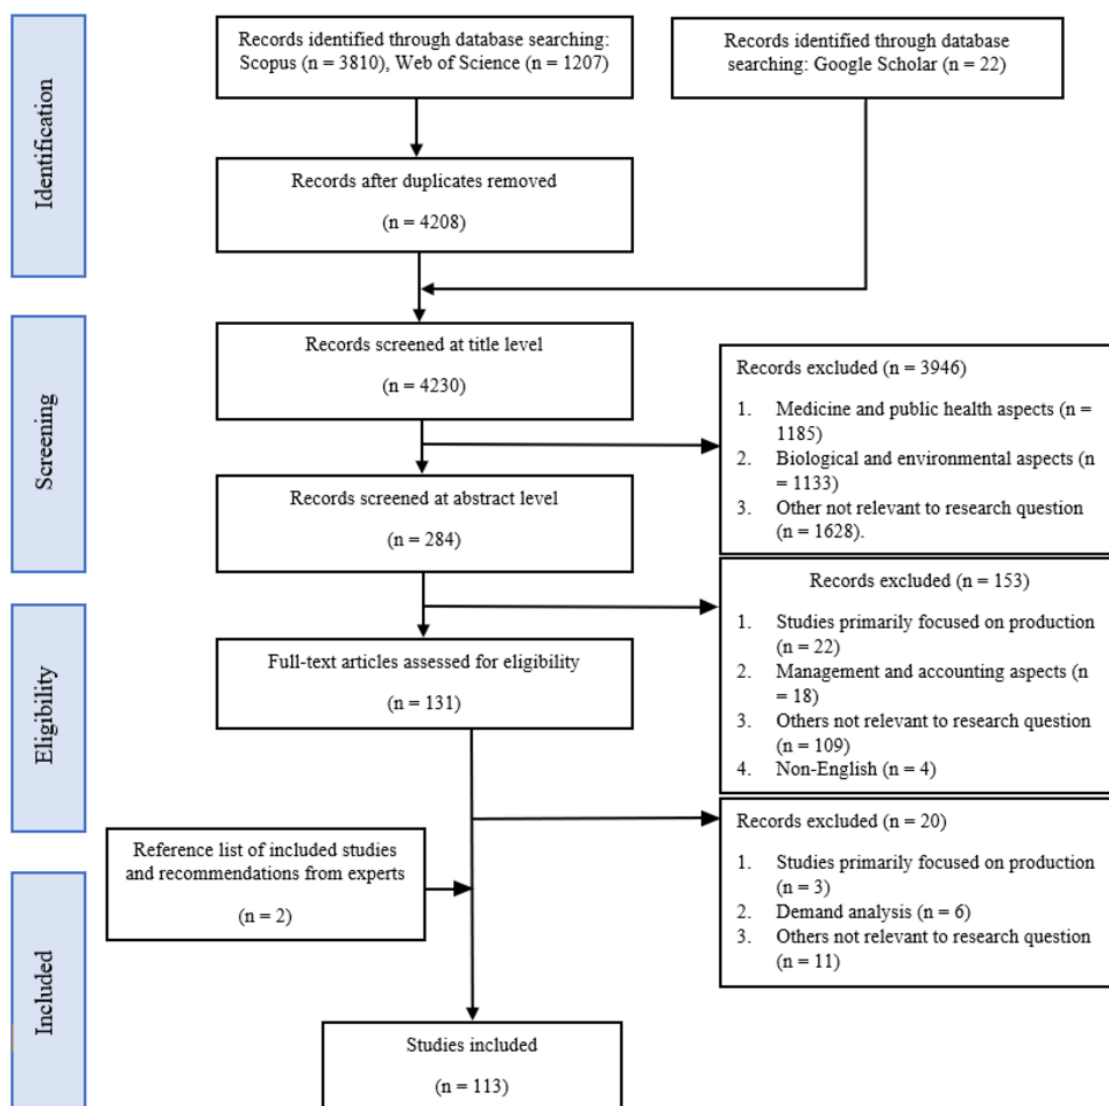 Identification
Records identified through database searching:
Scopus (n = 3810), Web of Science (n = 1207)
Records identified through database
searching: Google Scholar (n = 22)
Records after duplicates removed
(n = 4208)
Screening
Records screened at title level
(n = 4230)
Records excluded (n = 3946)
1. Medicine and public health aspects (n =
1185)
2. Biological and environmental aspects (n
= 1133)
3. Other not relevant to research question
(n = 1628).
Records screened at abstract level
(n = 284)
Records excluded (n = 153)
1. Studies primarily focused on production
(n = 22)
2. Management and accounting aspects (n
= 18)
3. Others not relevant to research question
(n = 109)
4. Non-English (n = 4)
Eligibility
Full-text articles assessed for eligibility
(n = 131)
Records excluded (n = 20)
1. Studies primarily focused on production
(n = 3)
2. Demand analysis (n = 6)
3. Others not relevant to research question
(n = 11)
Reference list of included studies
and recommendations from experts
(n = 2)
Included
Studies included
(n = 113)